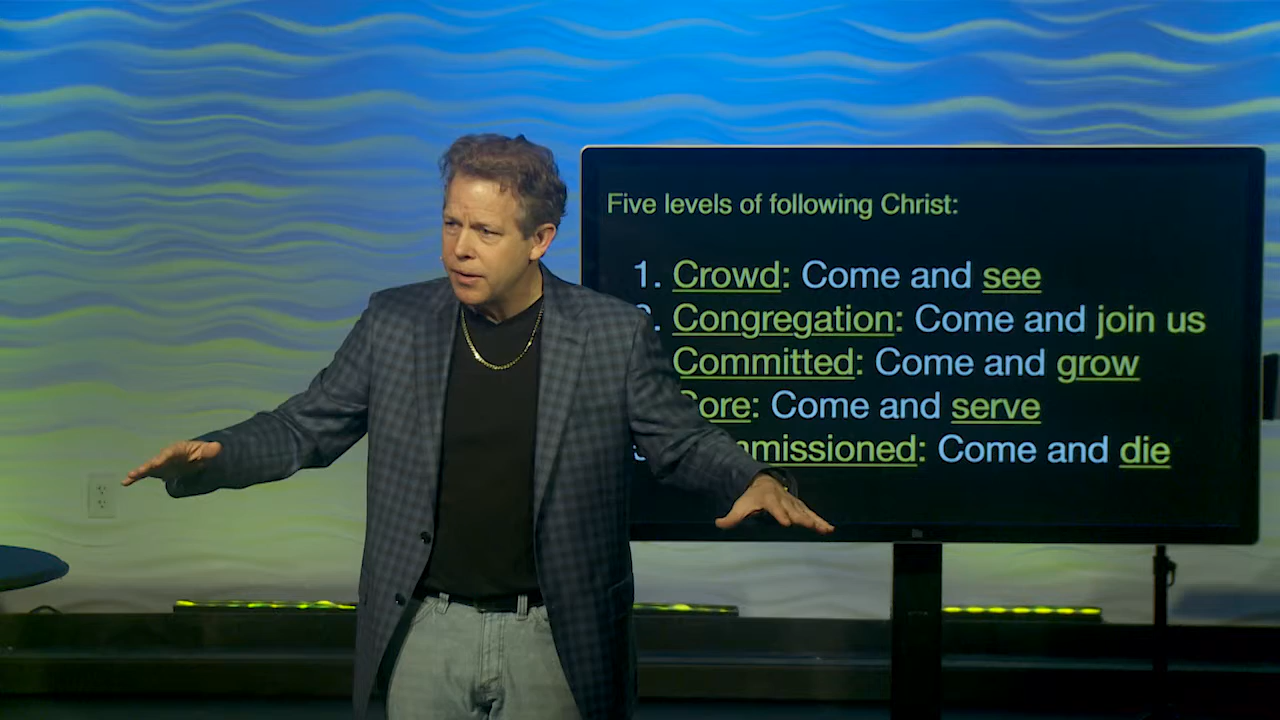 Five levels of following Christ:
1. Crowd: Come and see
Congregation: Come and join us
Committed: Come and grow
Come and serve
Come and die